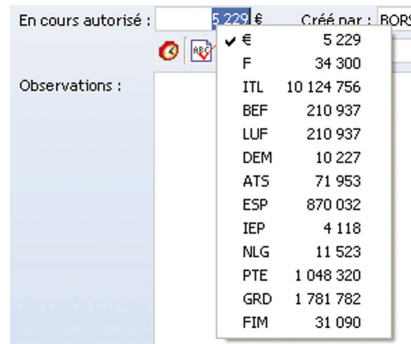 En cours autorisé : 5 229 € Créé par : BORS
ABC
Observations :
€ 5 229
F 34 300
ITL 10 124 756
BEF 210 937
LUF 210 937
DEM 10 227
ATS 71 953
ESP 870 032
IEP 4 118
NLG 11 523
PTE 1 048 320
GRD 1 781 782
FIM 31 090